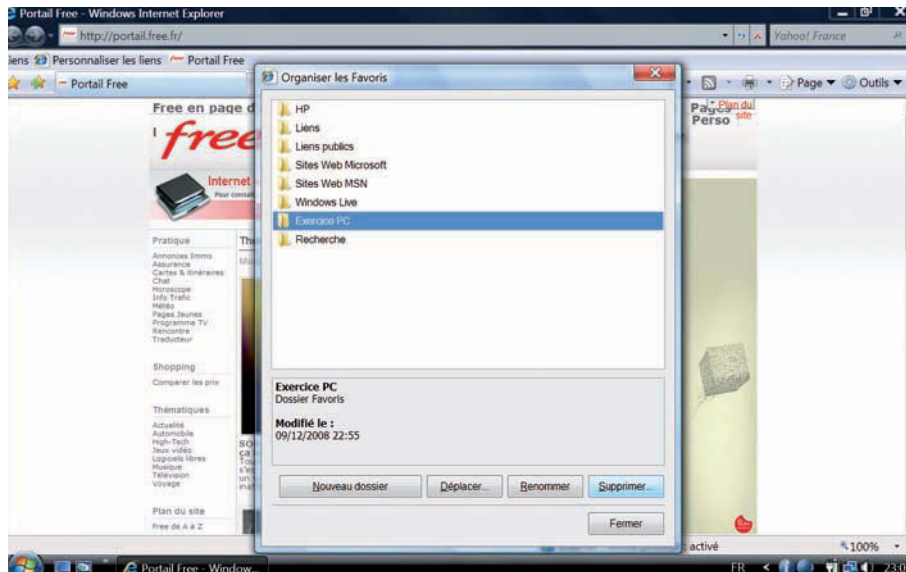 Portail Free - Windows Internet Explorer
http://portail.free.fr/
Yahoo! France
iens Personnaliser les liens Portail Free
Portail Free
Page Outils
Free en page d
free
Internet
Pour connaî
Pages Perso
Plan du site
Pratique
Annonces Immo
Assurance
Cartes & Itinéraires
Chat
Horoscope
Info Trafic
Météo
Pages Jaunes
Programme TV
Rencontre
Traducteur
Shopping
Comparer les prix
Thématiques
Actualité
Automobile
High-Tech
Jeux vidéo
Logiciels libres
Musique
Télévision
Voyage
Plan du site
Free de A à Z
Organiser les Favoris
HP
Liens
Liens publics
Sites Web Microsoft
Sites Web MSN
Windows Live
Exercice PC
Recherche
Exercice PC
Dossier Favoris
Modifié le :
09/12/2008 22:55
Nouveau dossier Déplacer... Renommer Supprimer...
Fermer
: activé 100%
Portail Free - Window... FR 23:0